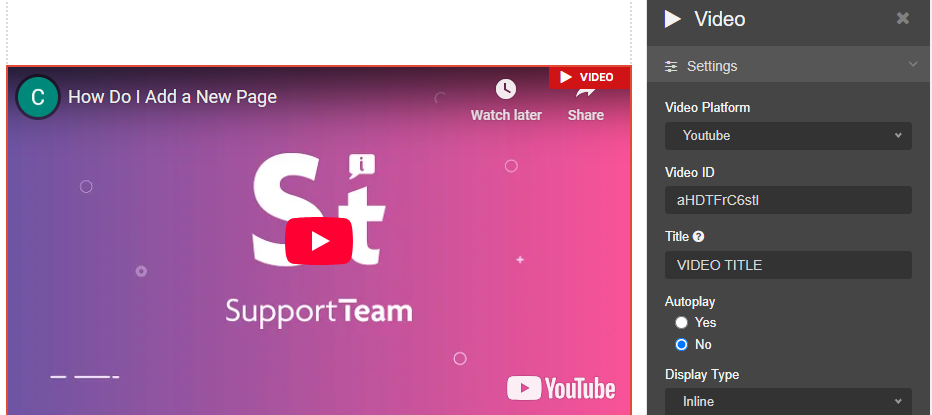 C
How Do I Add a New Page
Watch later
Share
VIDEO
St
i
SupportTeam
YouTube
Video
Settings
Video Platform
Youtube
Video ID
aHDTFrC6stI
Title
VIDEO TITLE
Autoplay
Yes
No
Display Type
Inline